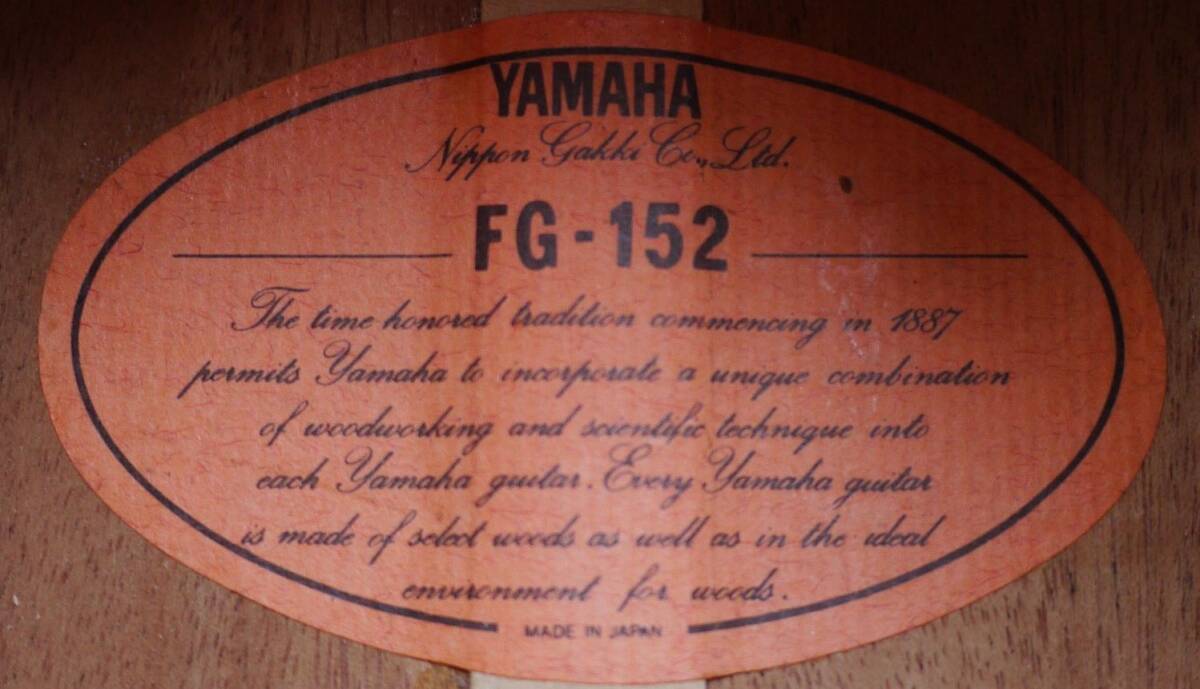 YAMAHA
Nippon Gakki Co., Ltd.
FG-152
The time honored tradition commencing in 1887
permits Yamaha to incorporate a unique combination
of woodworking and scientific technique into
each Yamaha guitar. Every Yamaha guitar
is made of select woods as well as in the ideal
environment for woods.
MADE IN JAPAN